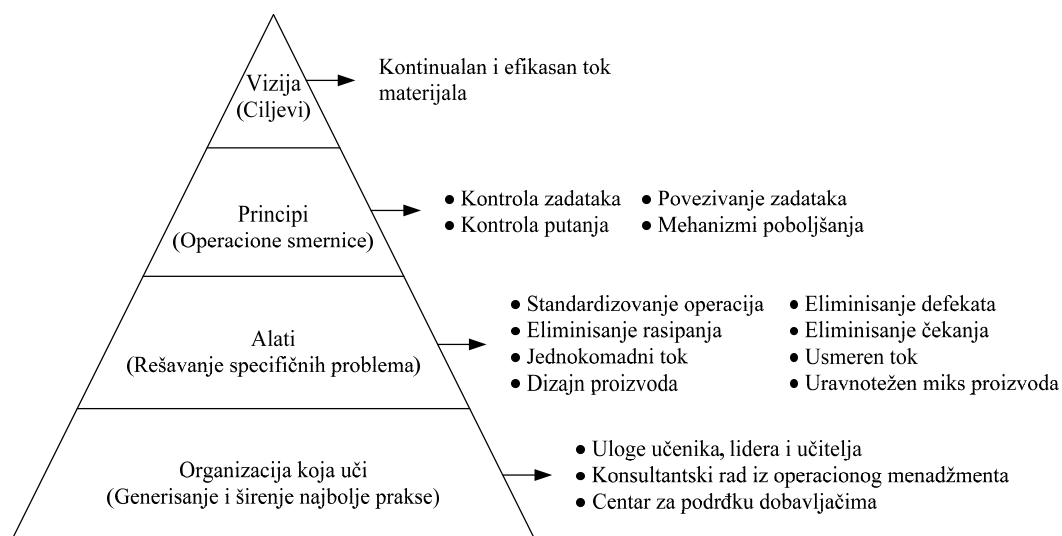 Vizija
(Ciljevi)
Kontinualan i efikasan tok
materijala
Principi
(Operacione smernice)
● Kontrola zadataka
● Kontrola putanja
● Povezivanje zadataka
● Mehanizmi poboljšanja
Alati
(Rešavanje specifičnih problema)
● Standardizovanje operacija
● Eliminisanje rasipanja
● Jednokomadni tok
● Dizajn proizvoda
● Eliminisanje defekata
● Eliminisanje čekanja
● Usmeren tok
● Uravnotežen miks proizvoda
Organizacija koja uči
(Generisanje i širenje najbolje prakse)
● Uloge učenika, lidera i učitelja
● Konsultantski rad iz operacionog menadžmenta
● Centar za podrđku dobavljačima